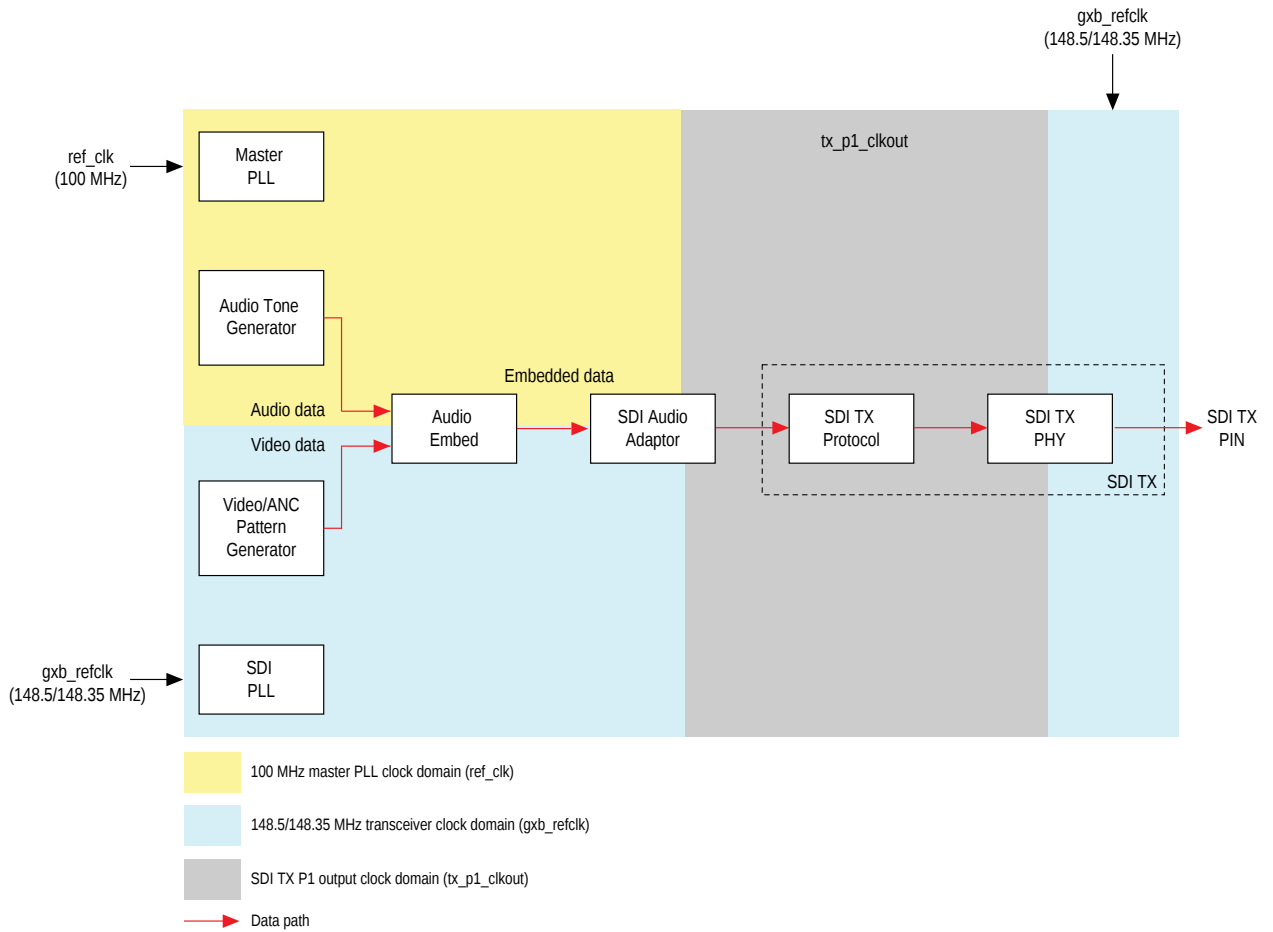 gxb_refclk
(148.5/148.35 MHz)
tx_p1_clkout
ref_clk
(100 MHz)
Master
PLL
Audio Tone
Generator
Embedded data
Audio data
Video data
Audio
Embed
SDI Audio
Adaptor
SDI TX
Protocol
SDI TX
PHY
SDI TX
PIN
SDI TX
Video/ANC
Pattern
Generator
gxb_refclk
(148.5/148.35 MHz)
SDI
PLL
100 MHz master PLL clock domain (ref_clk)
148.5/148.35 MHz transceiver clock domain (gxb_refclk)
SDI TX P1 output clock domain (tx_p1_clkout)
Data path